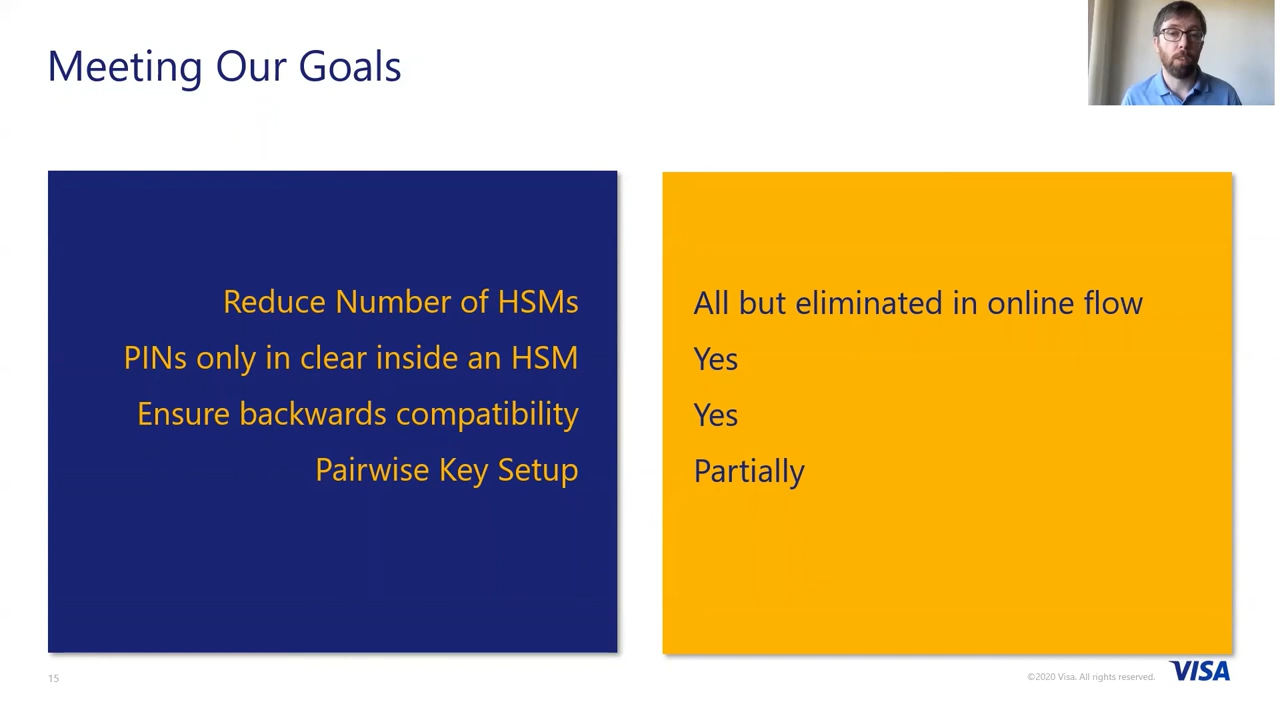 Meeting Our Goals
Reduce Number of HSMs
All but eliminated in online flow
PINs only in clear inside an HSM
Yes
Ensure backwards compatibility
Yes
Pairwise Key Setup
Partially
15
©2020 Visa. All rights reserved.
VISA